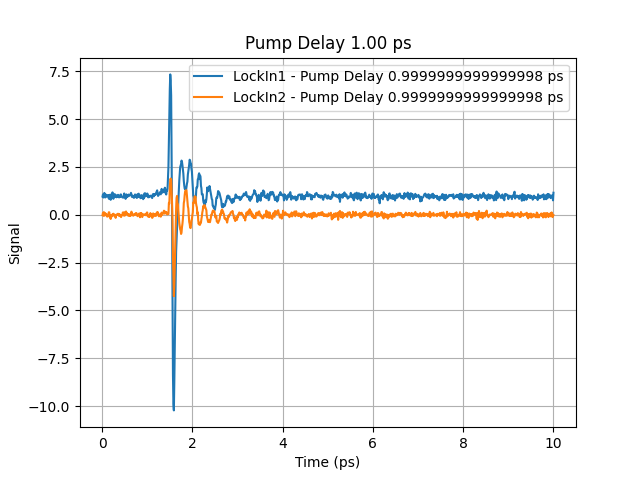 Pump Delay 1.00 ps
LockIn1 - Pump Delay 0.9999999999999998 ps
LockIn2 - Pump Delay 0.9999999999999998 ps
7.5
5.0
2.5
0.0
−2.5
−5.0
−7.5
−10.0
Signal
0 2 4 6 8 10
Time (ps)